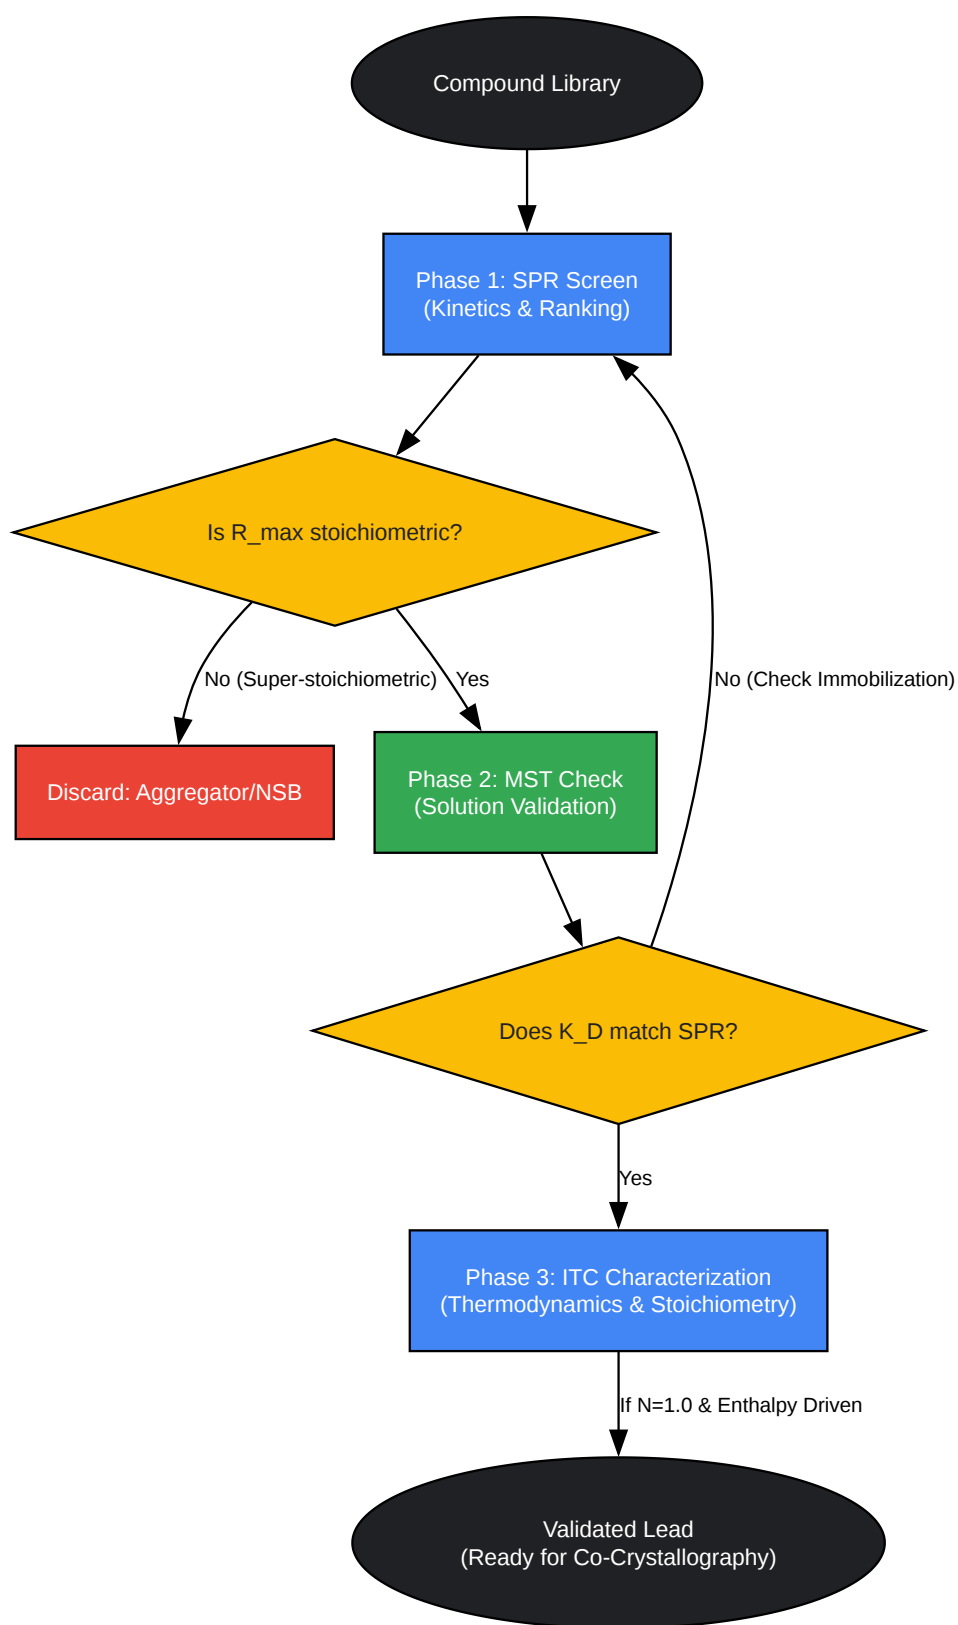 Compound Library
Phase 1: SPR Screen
(Kinetics & Ranking)
Is R_max stoichiometric?
No (Super-stoichiometric)
Yes
No (Check Immobilization)
Discard: Aggregator/NSB
Phase 2: MST Check
(Solution Validation)
Does K_D match SPR?
Yes
Phase 3: ITC Characterization
(Thermodynamics & Stoichiometry)
If N=1.0 & Enthalpy Driven
Validated Lead
(Ready for Co-Crystallography)